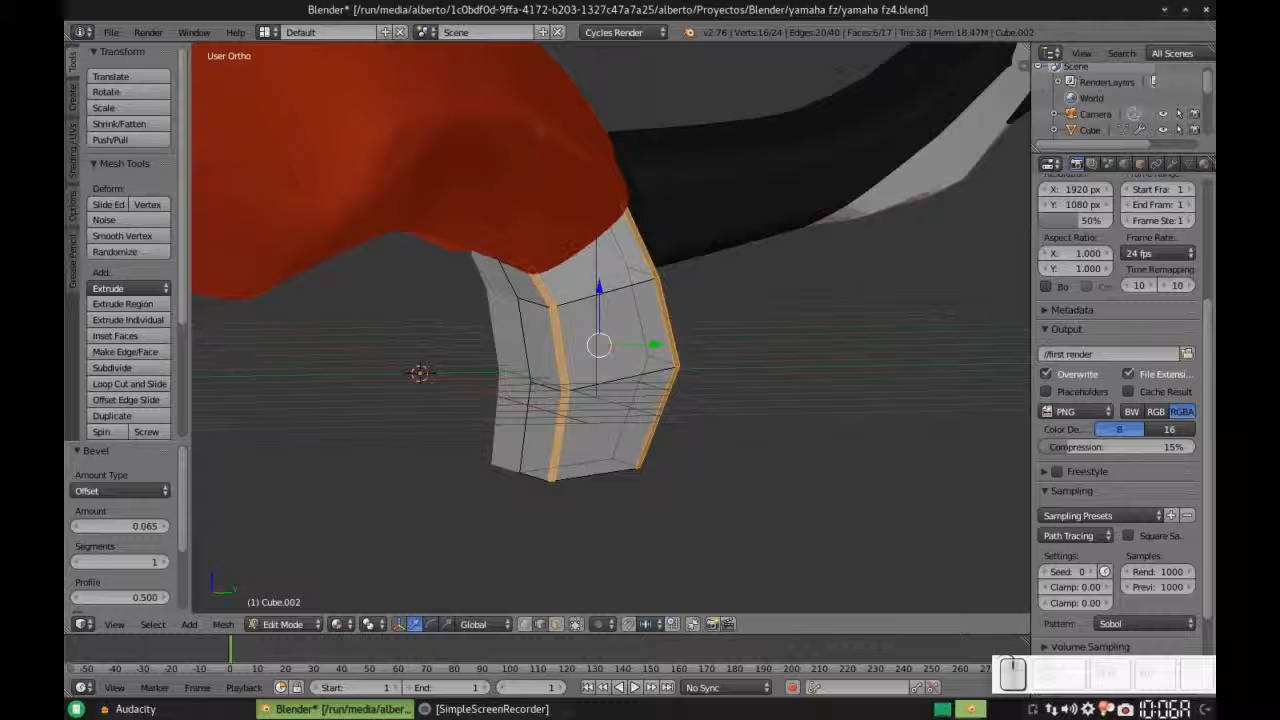 Blender* [/run/media/alberto/1c0bdf0d-9ffa-4172-b203-1327c47a7a25/alberto/Proyectos/Blender/yamaha fz/yamaha fz4.blend]
File Render Window Help Default Scene Cycles Render v2.76 | Verts:16/24 | Edges:20/40 | Faces:6/17 | Tris:38 | Mem:18.47M | Cube.002
Tools
Create
Shading / UVs
Options
Grease Pencil
Transform
Translate
Rotate
Scale
Shrink/Fatten
Push/Pull
Mesh Tools
Deform:
Slide Ed Vertex
Noise
Smooth Vertex
Randomize
Add:
Extrude
Extrude Region
Extrude Individual
Inset Faces
Make Edge/Face
Subdivide
Loop Cut and Slide
Offset Edge Slide
Duplicate
Spin Screw
Bevel
Amount Type
Offset
Amount
0.065
Segments
1
Profile
0.500
User Ortho
(1) Cube.002
View Search All Scenes
Scene
RenderLayers
World
Camera
Cube
X: 1920 px Start Fra: 1
Y: 1080 px End Fram: 1
50% Frame Ste: 1
Aspect Ratio: Frame Rate:
X: 1.000 24 fps
Y: 1.000 Time Remapping
Bo 10 10
Metadata
Output
//first render
Overwrite File Extensi...
Placeholders Cache Result
PNG BW RGB RGBA
Color De... 8 16
Compression: 15%
Freestyle
Sampling
Sampling Presets
Path Tracing Square Sa..
Settings: Samples:
Seed: 0 Rend: 1000
Clamp: 0.00 Previ: 1000
Clamp: 0.00
Pattern: Sobol
Volume Sampling
View Select Add Mesh Edit Mode Global
-50 -40 -30 -20 -10 0 10 20 30 40 50 60 70 80 90 100 110 120 130 140 150 160 170 180 190 200 210 220 230 240 250 260
View Marker Frame Playback Start: 1 End: 1 1 No Sync
Audacity Blender* [/run/media/alber... [SimpleScreenRecorder] 10:06A